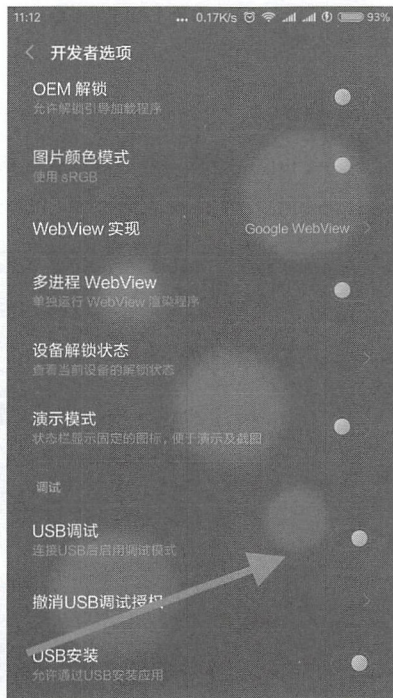 11:12 ... 0.17K/s 93%
开发者选项
OEM 解锁
允许解锁引导加载程序
图片颜色模式
使用 sRGB
WebView 实现 Google WebView
多进程 WebView
单独运行 WebView 渲染程序
设备解锁状态
查看当前设备的解锁状态
演示模式
状态栏显示固定的图标，便于演示及截图
调试
USB调试
连接USB后启用调试模式
撤消USB调试授权
USB安装
允许通过USB安装应用